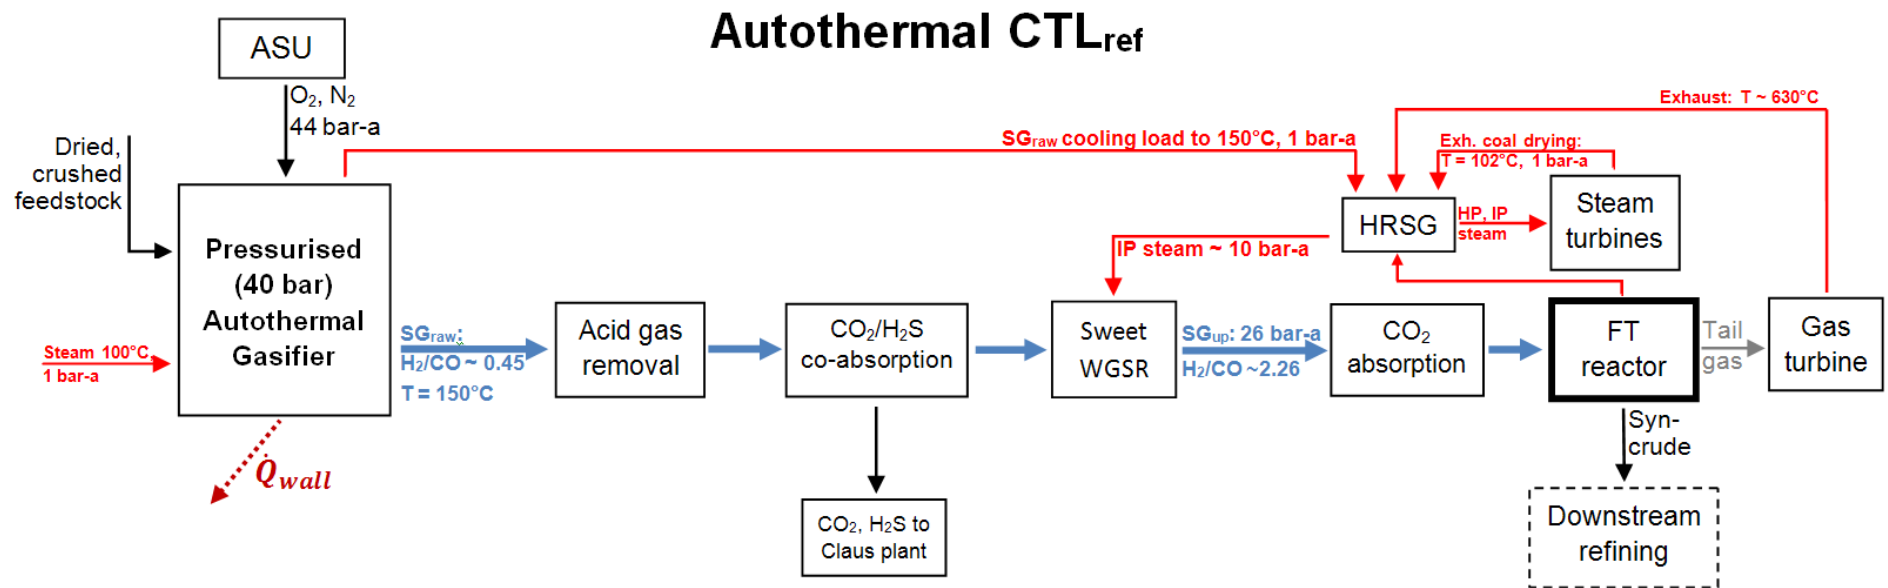 Autothermal CTLref
ASU
O2, N2
44 bar-a
Dried,
crushed
feedstock
Pressurised
(40 bar)
Autothermal
Gasifier
Steam 100°C,
1 bar-a
Q̇wall
SGraw cooling load to 150°C, 1 bar-a
SGraw:
H2/CO ~ 0.45
T = 150°C
Acid gas
removal
CO2/H2S
co-absorption
CO2, H2S to
Claus plant
IP steam ~ 10 bar-a
Sweet
WGSR
SGup: 26 bar-a
H2/CO ~2.26
CO2
absorption
HRSG
HP, IP
steam
Exh. coal drying:
T = 102°C, 1 bar-a
Steam
turbines
Exhaust: T ~ 630°C
FT
reactor
Tail
gas
Gas
turbine
Syn-
crude
Downstream
refining